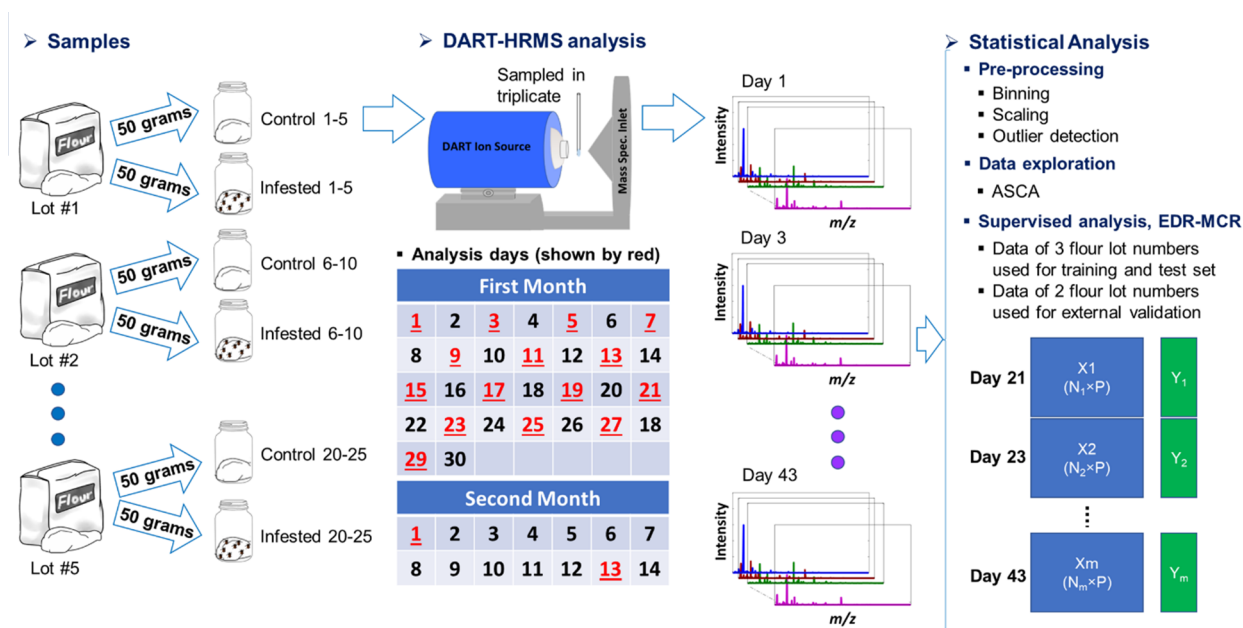 ➢ Samples
Flour
Lot #1
50 grams
50 grams
Control 1-5
Infested 1-5
Flour
Lot #2
50 grams
50 grams
Control 6-10
Infested 6-10
Flour
Lot #5
50 grams
50 grams
Control 20-25
Infested 20-25
➢ DART-HRMS analysis
Sampled in
triplicate
DART Ion Source
Mass Spec. Inlet
▪ Analysis days (shown by red)
First Month
1 2 3 4 5 6 7
8 9 10 11 12 13 14
15 16 17 18 19 20 21
22 23 24 25 26 27 18
29 30
Second Month
1 2 3 4 5 6 7
8 9 10 11 12 13 14
Day 1
Intensity
m/z
Day 3
Intensity
m/z
Day 43
Intensity
m/z
➢ Statistical Analysis
▪ Pre-processing
▪ Binning
▪ Scaling
▪ Outlier detection
▪ Data exploration
▪ ASCA
▪ Supervised analysis, EDR-MCR
▪ Data of 3 flour lot numbers
used for training and test set
▪ Data of 2 flour lot numbers
used for external validation
Day 21
X1
(N₁×P)
Y₁
Day 23
X2
(N₂×P)
Y₂
Day 43
Xm
(Nₘ×P)
Yₘ